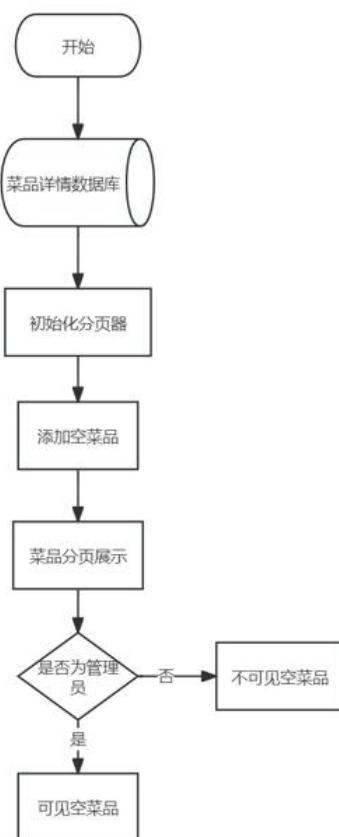 开始
菜品详情数据库
初始化分页器
添加空菜品
菜品分页展示
是否为管理
员
否
不可见空菜品
是
可见空菜品